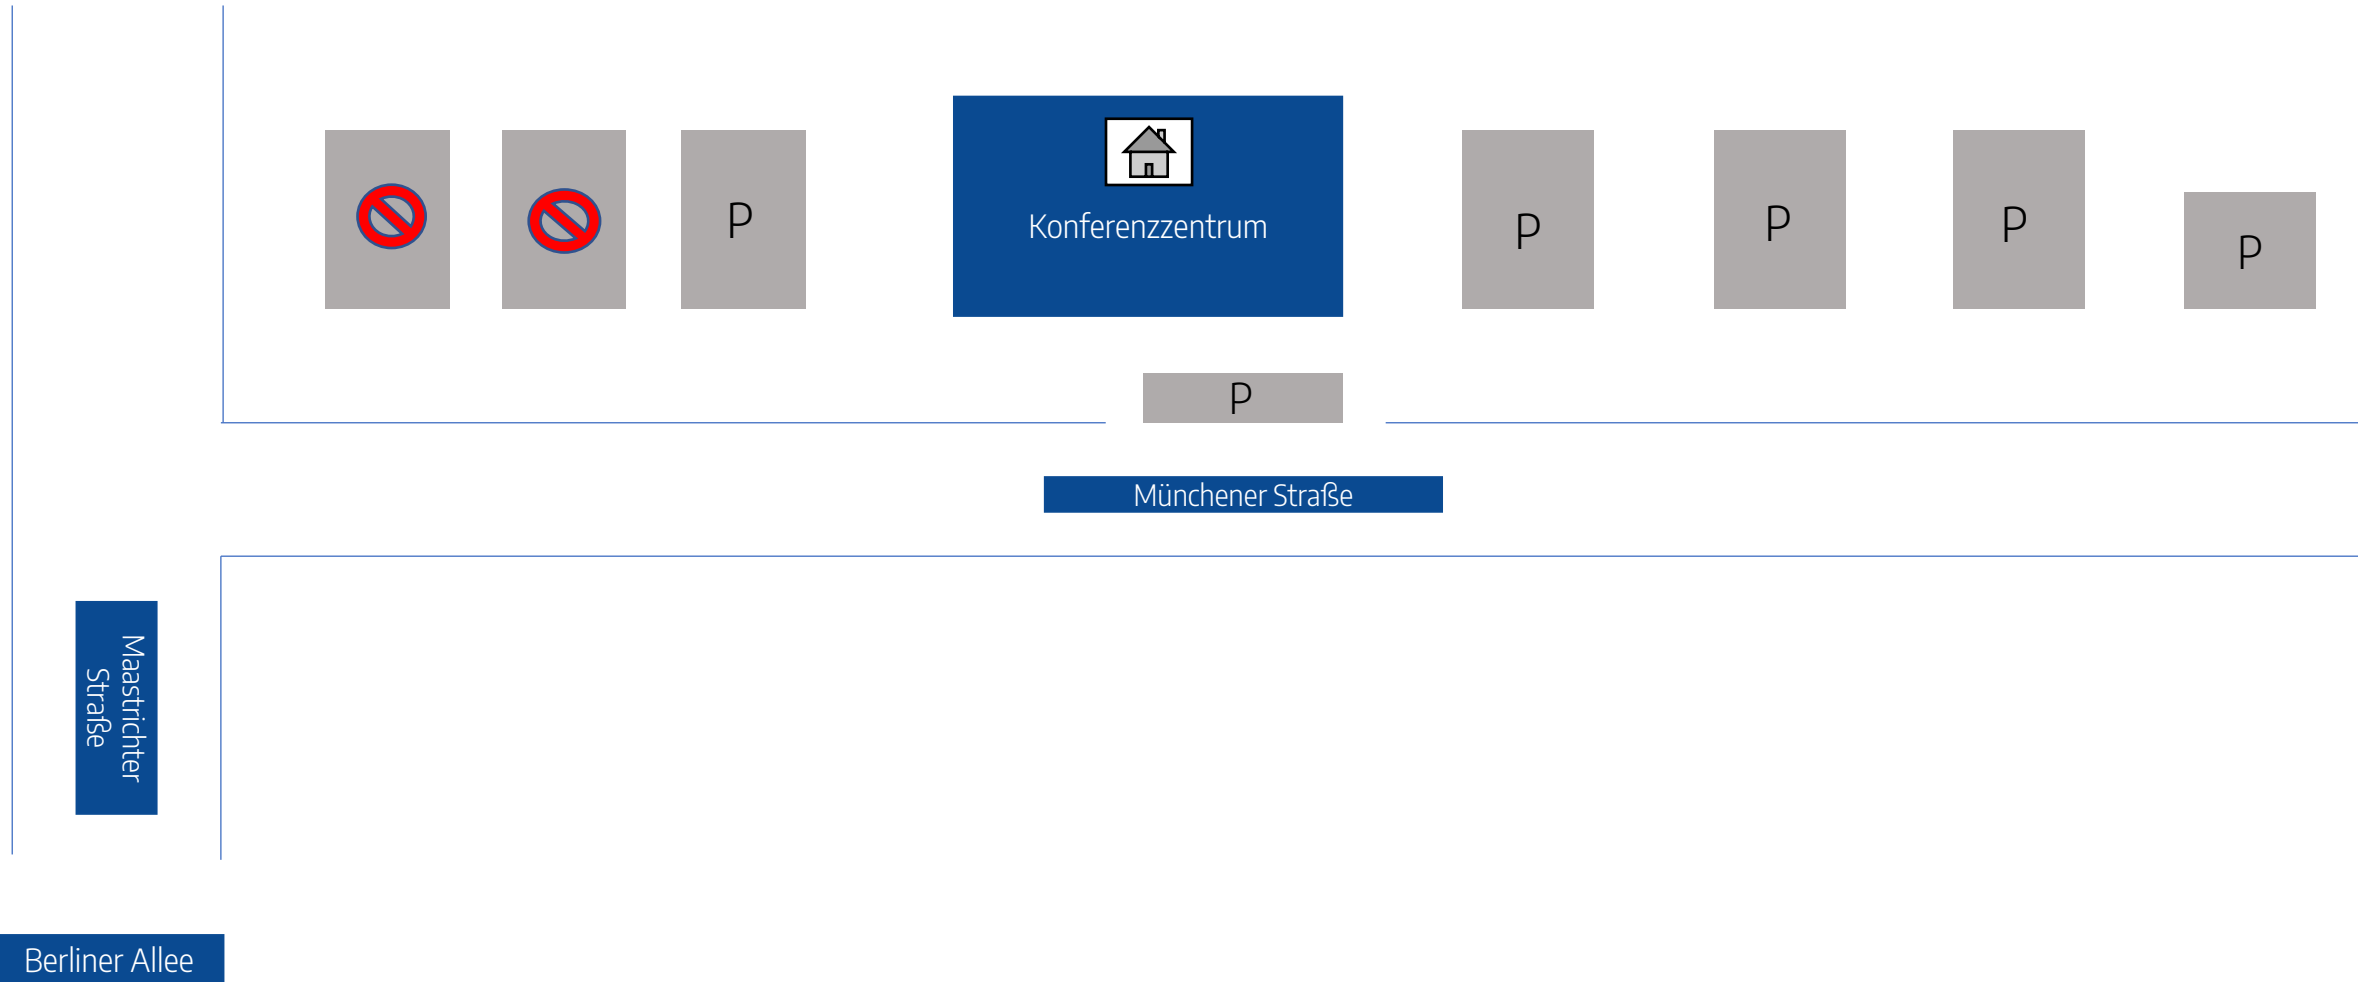 P
Konferenzzentrum
P
P
P
P
P
Münchener Straße
Maastrichter
Straße
Berliner Allee